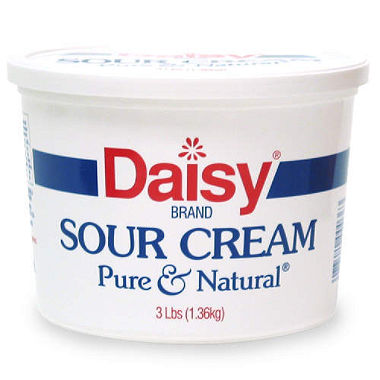 Daisy®
BRAND
SOUR CREAM
Pure & Natural®
3 Lbs (1.36kg)